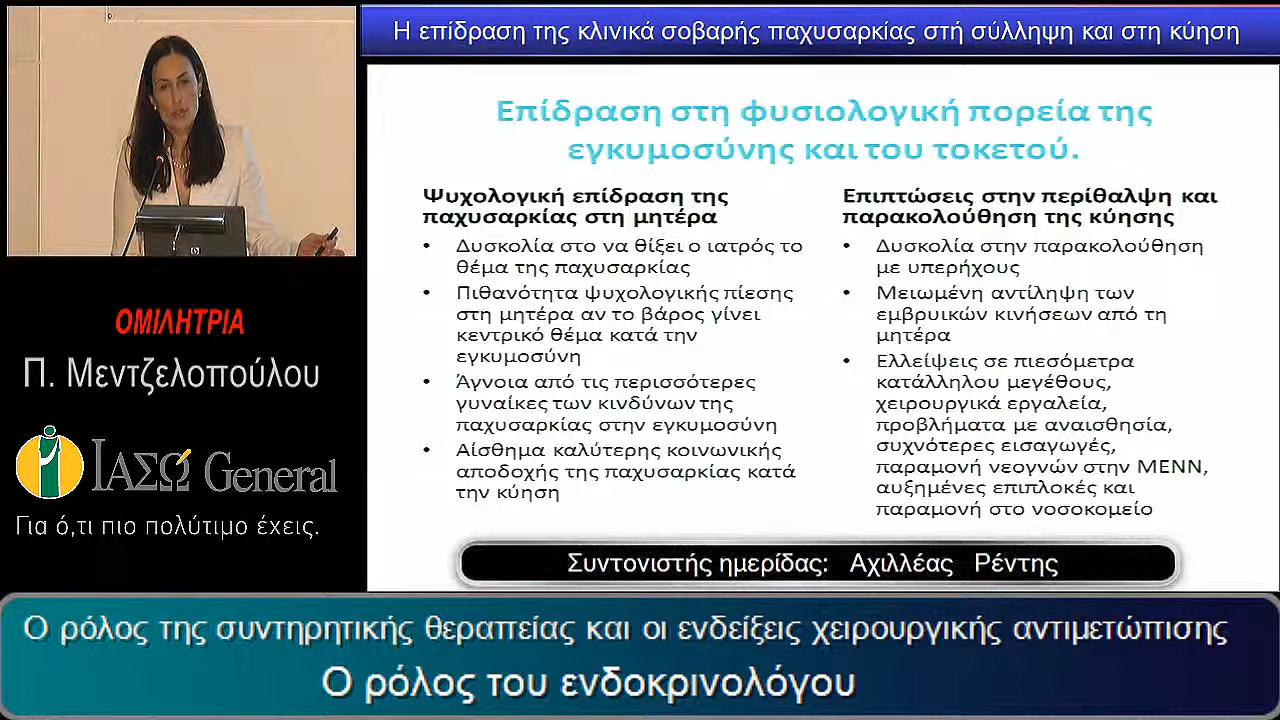 Η επίδραση της κλινικά σοβαρής παχυσαρκίας στή σύλληψη και στη κύηση
Επίδραση στη φυσιολογική πορεία της
εγκυμοσύνης και του τοκετού.
Ψυχολογική επίδραση της
παχυσαρκίας στη μητέρα
• Δυσκολία στο να θίξει ο ιατρός το
θέμα της παχυσαρκίας
• Πιθανότητα ψυχολογικής πίεσης
στη μητέρα αν το βάρος γίνει
κεντρικό θέμα κατά την
εγκυμοσύνη
• Άγνοια από τις περισσότερες
γυναίκες των κινδύνων της
παχυσαρκίας στην εγκυμοσύνη
• Αίσθημα καλύτερης κοινωνικής
αποδοχής της παχυσαρκίας κατά
την κύηση
Επιπτώσεις στην περίθαλψη και
παρακολούθηση της κύησης
• Δυσκολία στην παρακολούθηση
με υπερήχους
• Μειωμένη αντίληψη των
εμβρυικών κινήσεων από τη
μητέρα
• Ελλείψεις σε πιεσόμετρα
κατάλληλου μεγέθους,
χειρουργικά εργαλεία,
προβλήματα με αναισθησία,
συχνότερες εισαγωγές,
παραμονή νεογνών στην ΜΕΝΝ,
αυξημένες επιπλοκές και
παραμονή στο νοσοκομείο
ΟΜΙΛΗΤΡΙΑ
Π. Μεντζελοπούλου
ΙΑΣΩ General
Για ό,τι πιο πολύτιμο έχεις.
Συντονιστής ημερίδας: Αχιλλέας Ρέντης
Ο ρόλος της συντηρητικής θεραπείας και οι ενδείξεις χειρουργικής αντιμετώπισης
Ο ρόλος του ενδοκρινολόγου